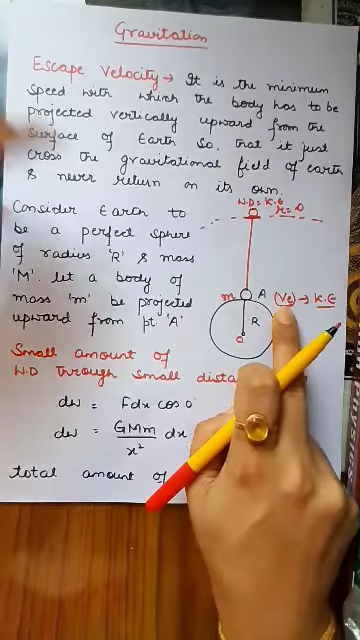 Gravitation
Escape Velocity → It is the minimum
speed with which the body has to be
projected vertically upward from the
surface of Earth so, that it just
cross the gravitational field of earth
& never return on its own.
W.D = K.E
Consider Earth to
be a perfect sphere
of radius 'R' & mass
'M'. let a body of
mass 'm' be projected
upward from pt. 'A'
m A (Ve) → K.E
R
O
Small amount of
W.D through small
dw = Fdx cos 0
dw = GMm/x² dx
total amount of